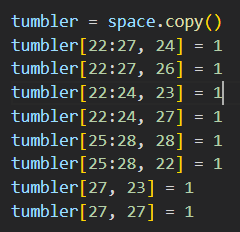 tumbler = space.copy()
tumbler[22:27, 24] = 1
tumbler[22:27, 26] = 1
tumbler[22:24, 23] = 1
tumbler[22:24, 27] = 1
tumbler[25:28, 28] = 1
tumbler[25:28, 22] = 1
tumbler[27, 23] = 1
tumbler[27, 27] = 1